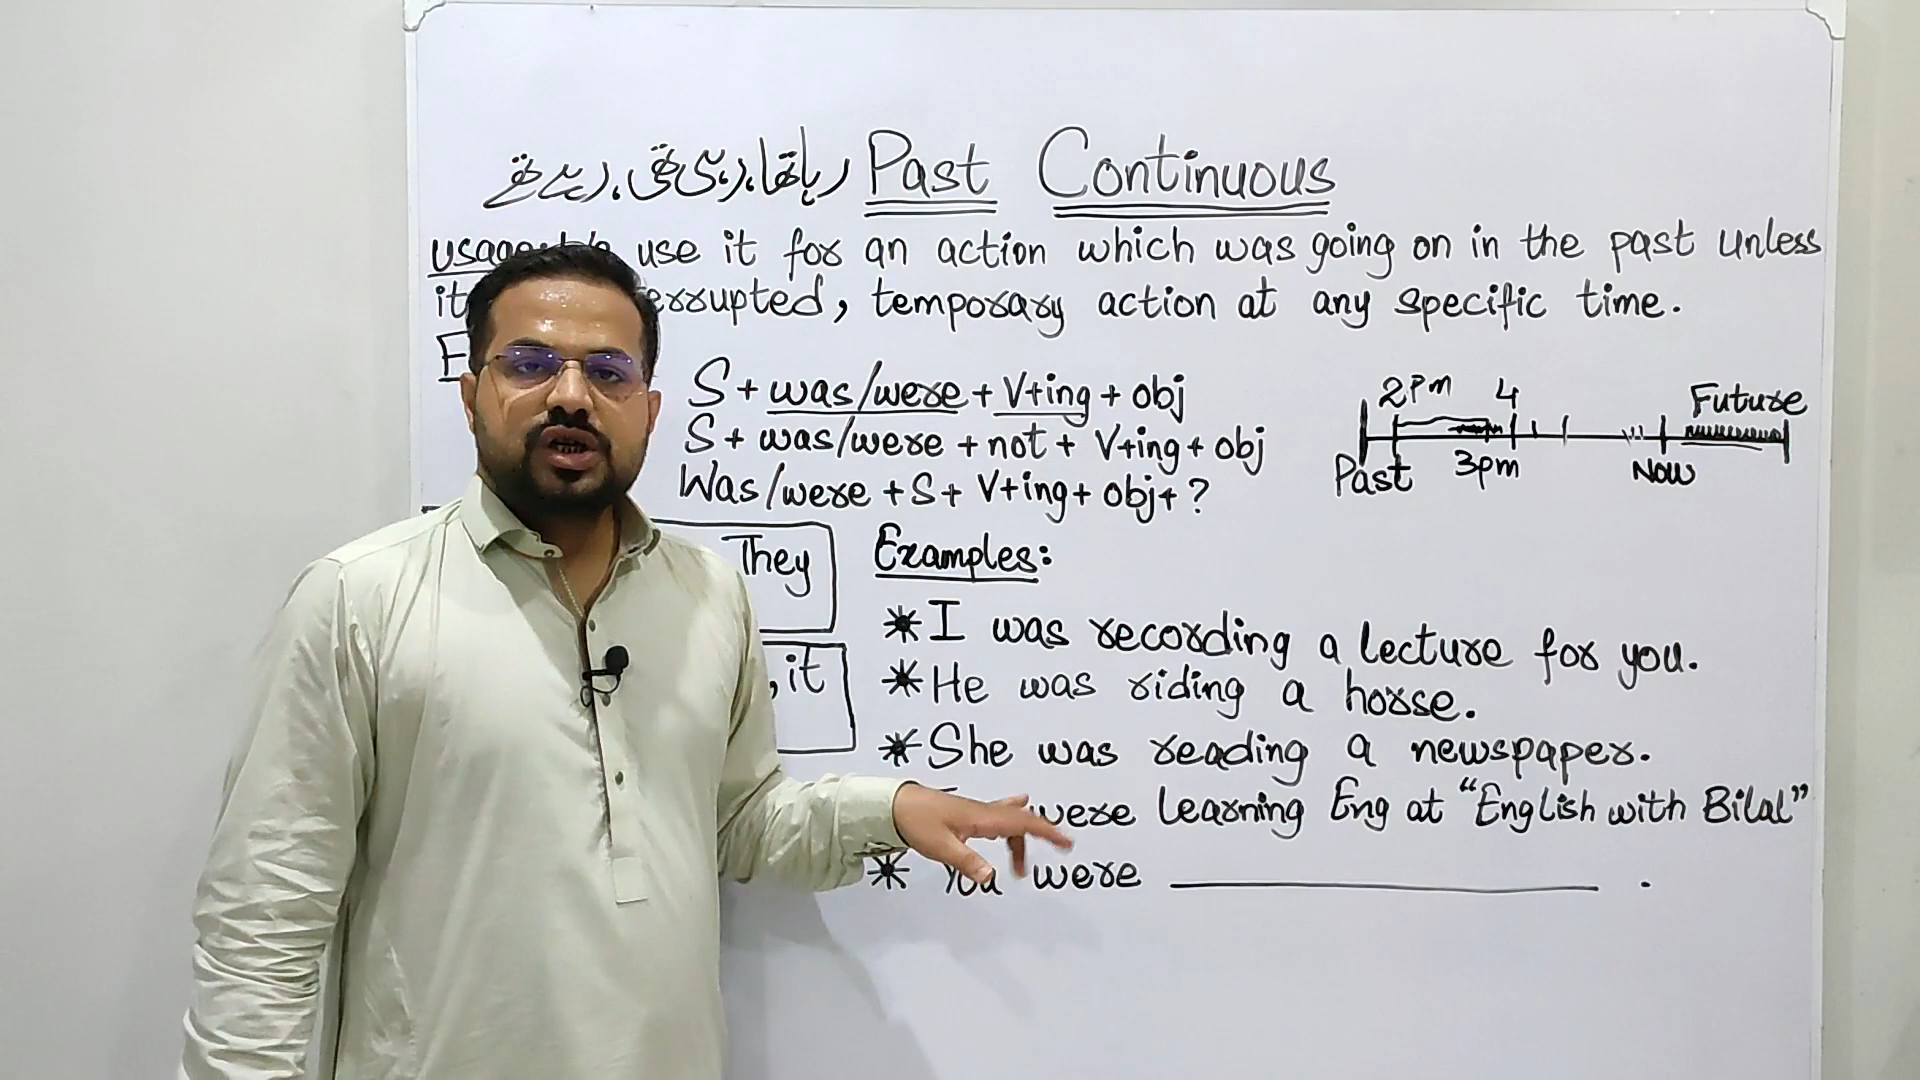 رہا تھا، رہی تھی، رہے تھے Past Continuous
use it for an action which was going on in the past unless
it temporary action at any specific time.
S + was/were + V+ing + obj
S + was/were + not + V+ing + obj
Was/were + S + V+ing + obj + ?
2pm 4 Future
Past 3pm Now
They
, it
Examples:
* I was recording a lecture for you.
* He was riding a horse.
* She was reading a newspaper.
were learning Eng at "English with Bilal"
* You were ____________ .